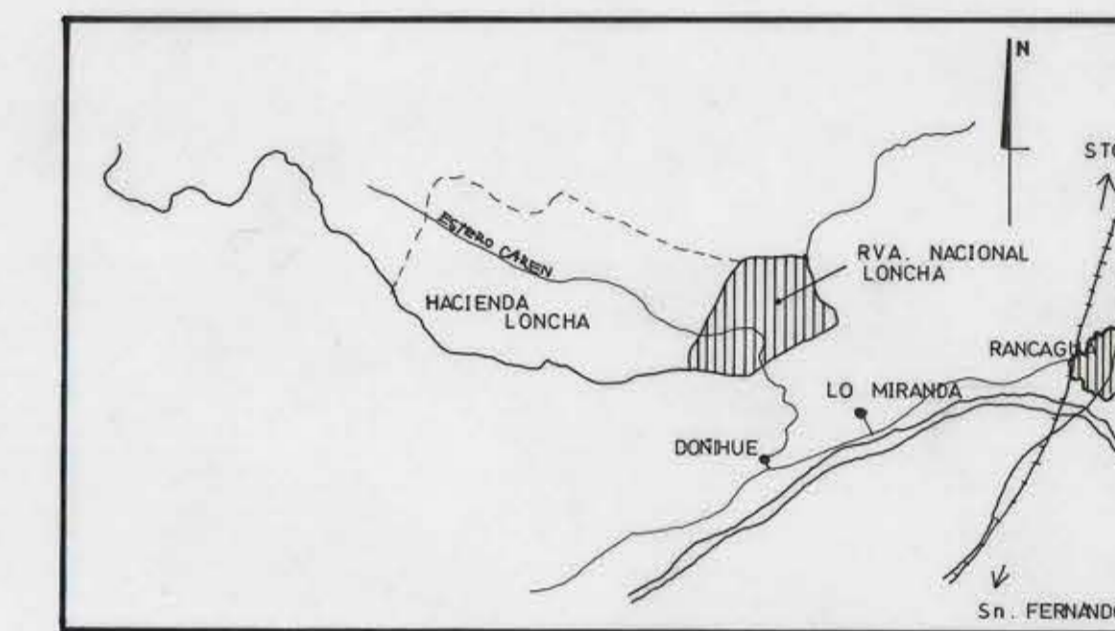 N
STO
ESTERO CAREN
RVA. NACIONAL
LONCHA
HACIENDA
LONCHA
RANCAGUA
LO MIRANDA
DOÑIHUE
Sn. FERNANDO